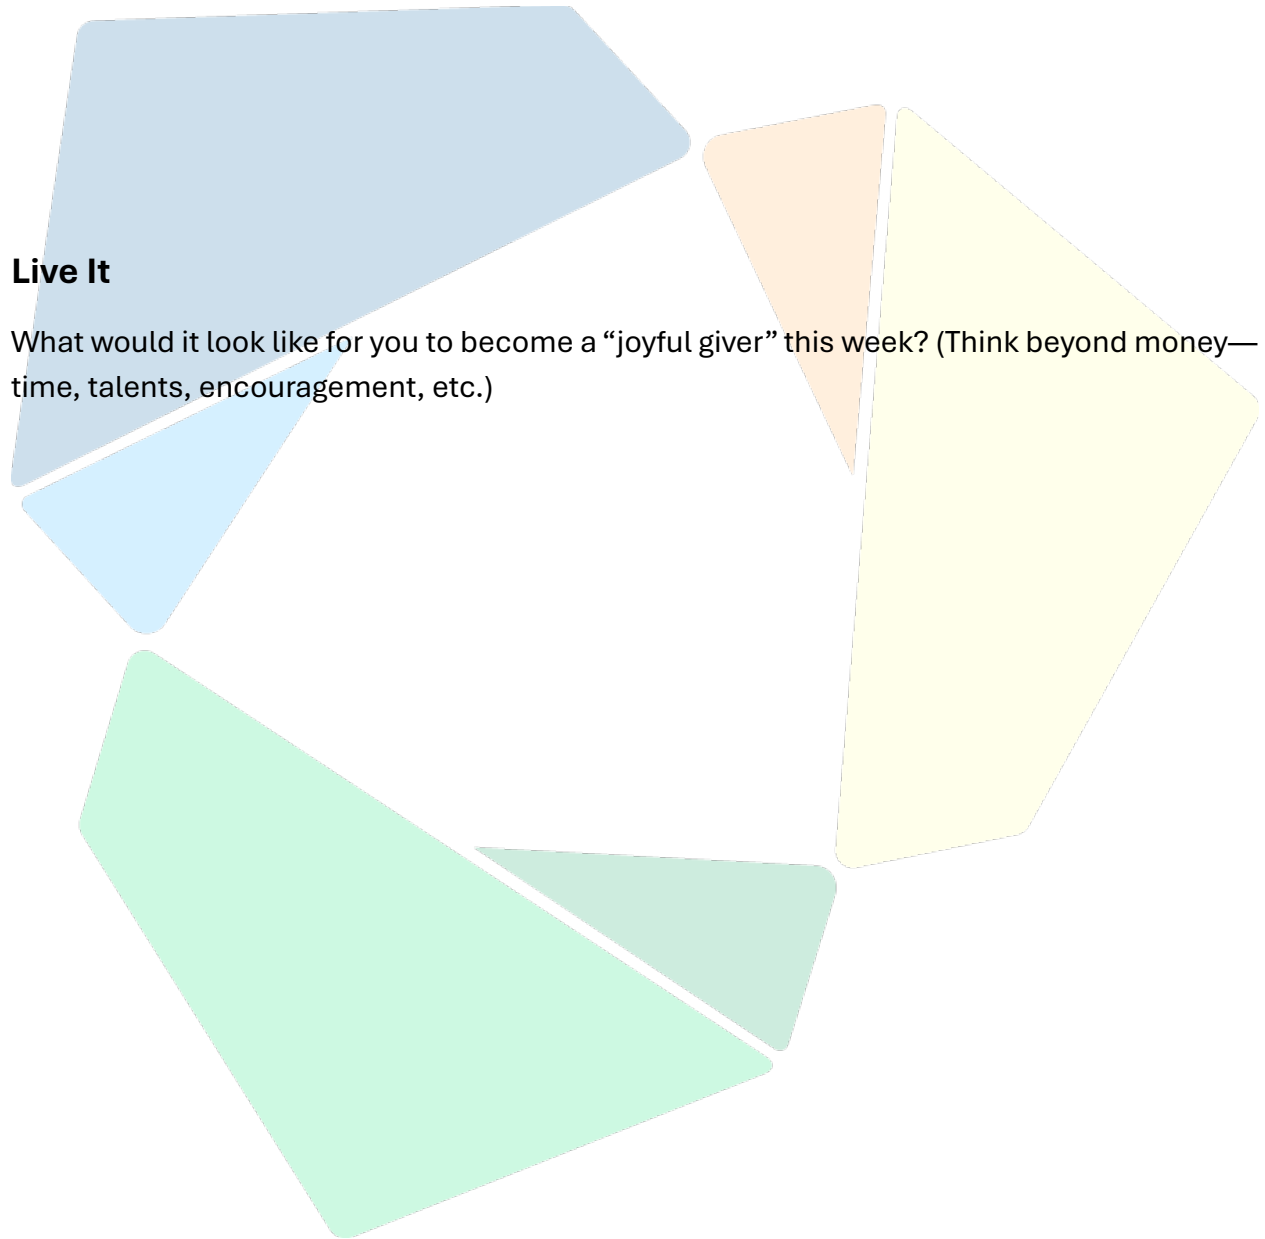 Live It
What would it look like for you to become a “joyful giver” this week? (Think beyond money—
time, talents, encouragement, etc.)